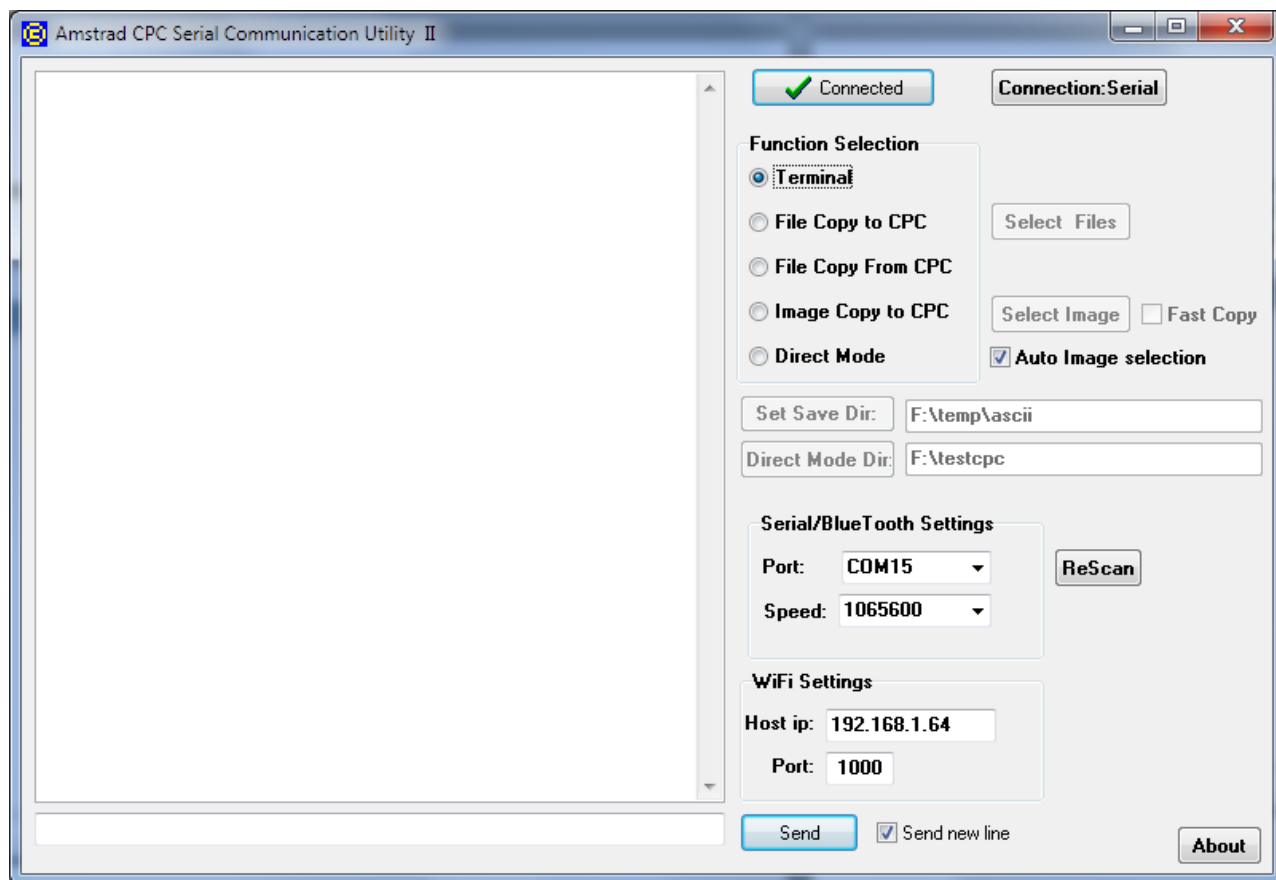 Amstrad CPC Serial Communication Utility II
Connected
Connection:Serial
Function Selection
Terminal
File Copy to CPC
Select Files
File Copy From CPC
Image Copy to CPC
Select Image
Fast Copy
Direct Mode
Auto Image selection
Set Save Dir:
F:\temp\ascii
Direct Mode Dir:
F:\testcpc
Serial/BlueTooth Settings
Port:
COM15
ReScan
Speed:
1065600
WiFi Settings
Host ip:
192.168.1.64
Port:
1000
Send
Send new line
About